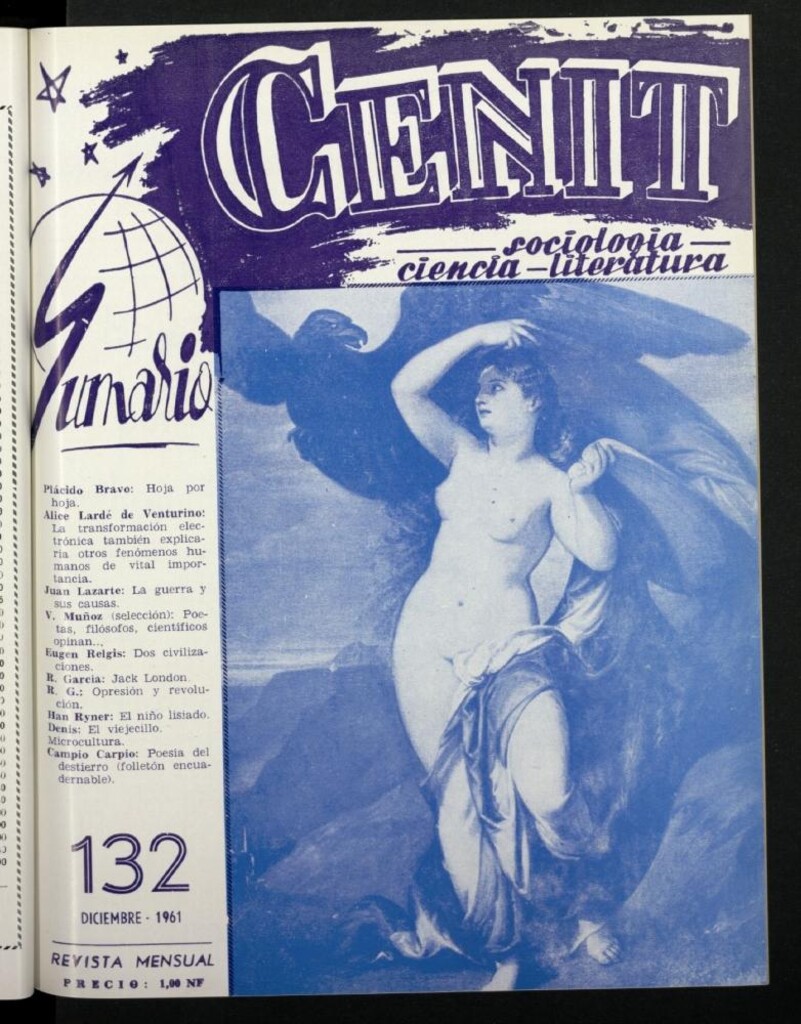 CENIT
sociologia
ciencia - literatura
Sumario
Plácido Bravo: Hoja por
hoja.
Alice Lardé de Venturino:
La transformación elec-
trónica también explica-
ria otros fenómenos hu-
manos de vital impor-
tancia.
Juan Lazarte: La guerra y
sus causas.
V. Muñoz (selección): Poe-
tas, filósofos, científicos
opinan...
Eugen Relgis: Dos civiliza-
ciones.
R. Garcia: Jack London.
R. G.: Opresión y revolu-
ción.
Han Ryner: El niño lisiado.
Denis: El viejecillo.
Microcultura.
Campio Carpio: Poesia del
destierro (folletón encua-
dernable).
132
DICIEMBRE - 1961
REVISTA MENSUAL
PRECIO: 1,00 NF